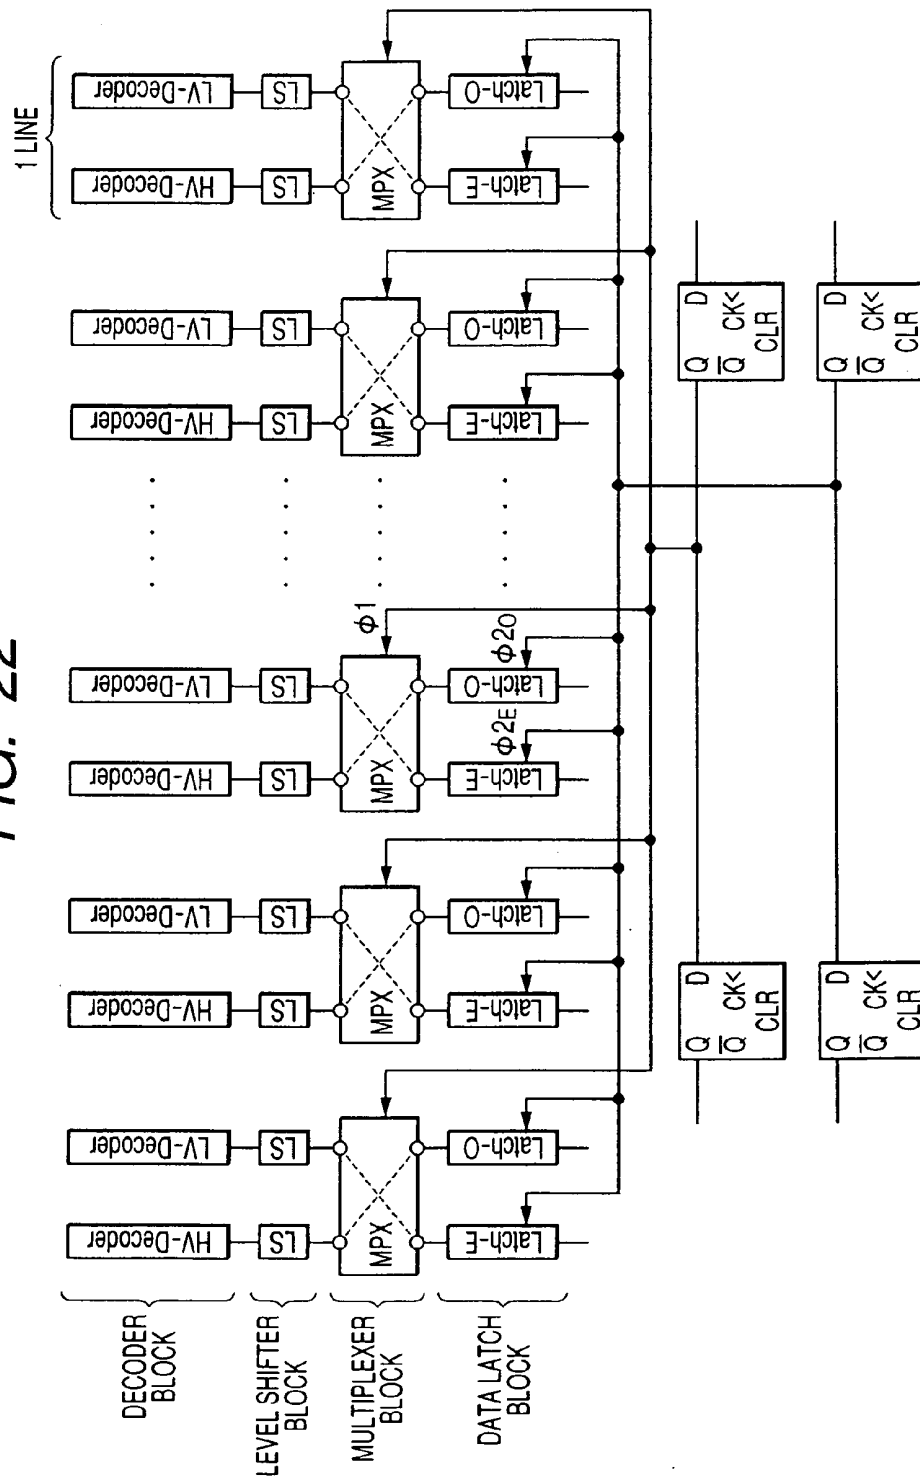 FIG. 22
1 LINE
DECODER
BLOCK
HV-Decoder
LV-Decoder
HV-Decoder
LV-Decoder
HV-Decoder
LV-Decoder
HV-Decoder
LV-Decoder
HV-Decoder
LV-Decoder
LEVEL SHIFTER
BLOCK
LS
LS
LS
LS
LS
LS
LS
LS
LS
LS
MULTIPLEXER
BLOCK
MPX
MPX
MPX
ϕ1
MPX
MPX
DATA LATCH
BLOCK
Latch-E
Latch-O
Latch-E
Latch-O
Latch-E
ϕ2E
Latch-O
ϕ2O
Latch-E
Latch-O
Latch-E
Latch-O
Q D
Q̅ CK<
CLR
Q D
Q̅ CK<
CLR
Q D
Q̅ CK<
CLR
Q D
Q̅ CK<
CLR